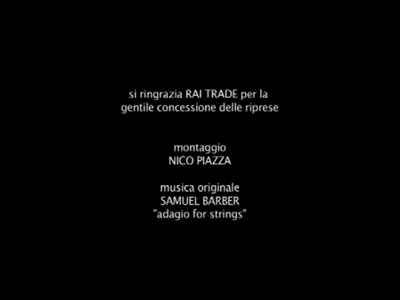 si ringrazia RAI TRADE per la
gentile concessione delle riprese
montaggio
NICO PIAZZA
musica originale
SAMUEL BARBER
"adagio for strings"